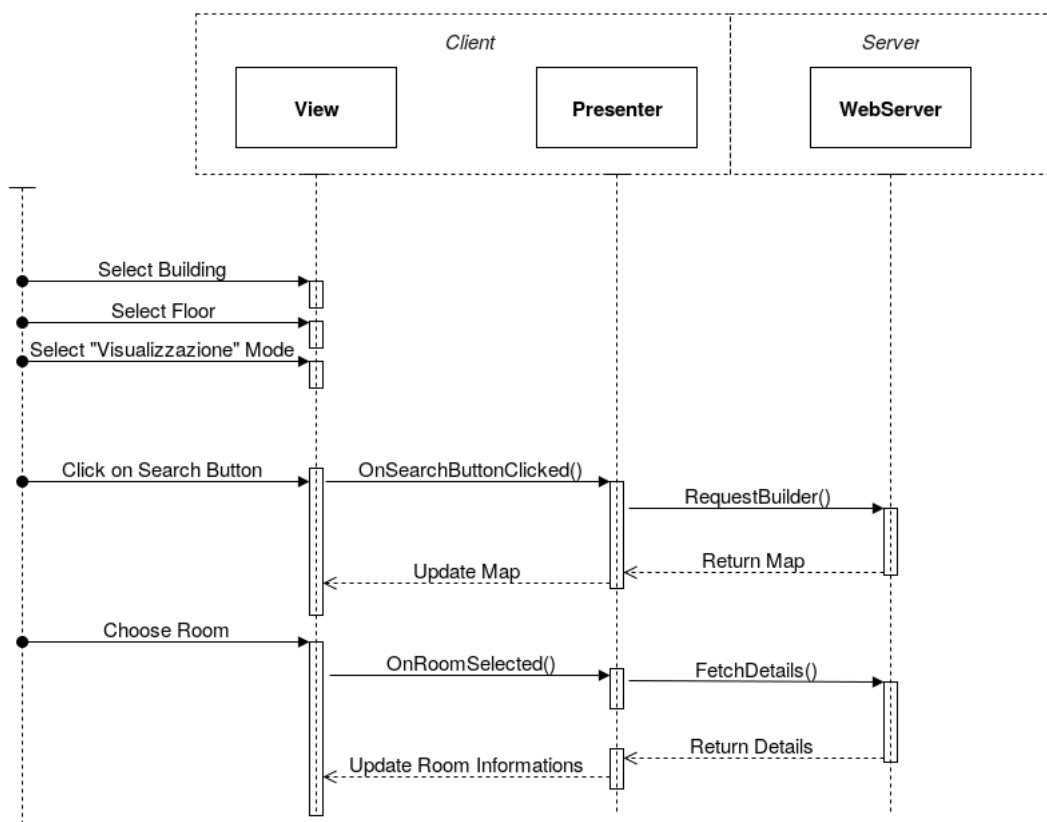 Client
Server
View
Presenter
WebServer
Select Building
Select Floor
Select "Visualizzazione" Mode
Click on Search Button
OnSearchButtonClicked()
RequestBuilder()
Return Map
Update Map
Choose Room
OnRoomSelected()
FetchDetails()
Return Details
Update Room Informations